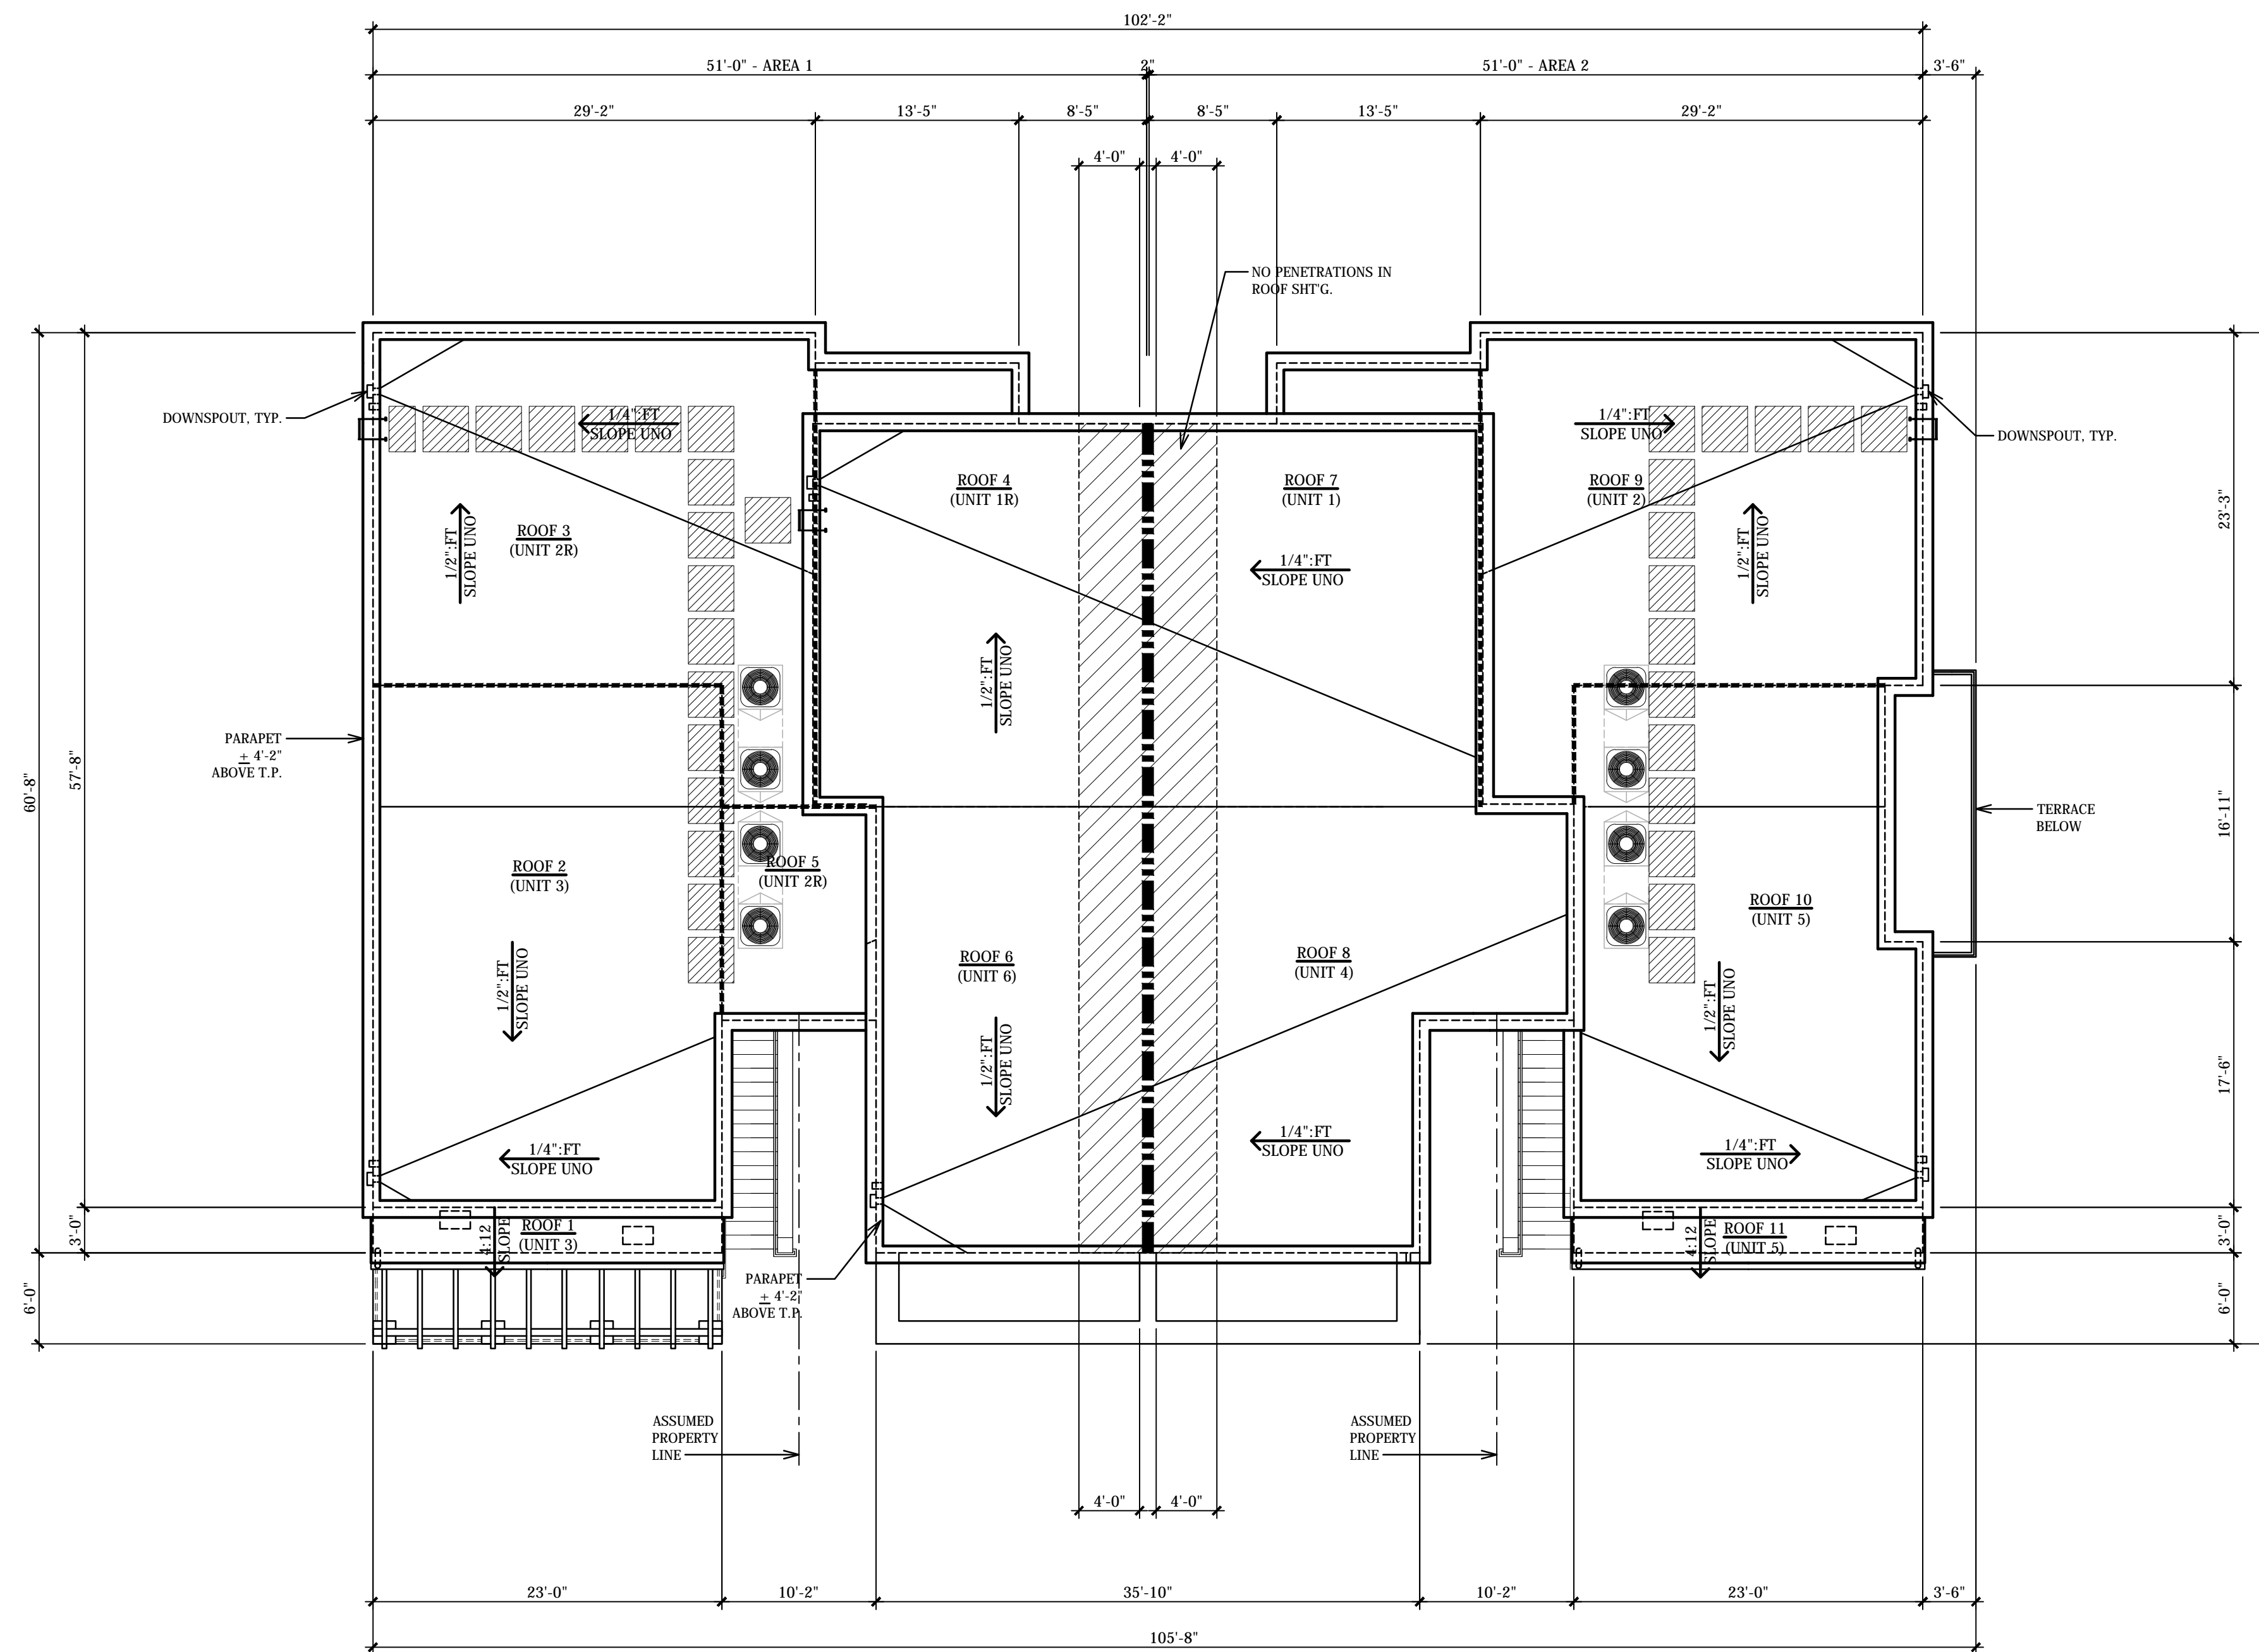 102'-2"
51'-0" - AREA 1
2"
51'-0" - AREA 2
3'-6"
29'-2"
13'-5"
8'-5"
8'-5"
13'-5"
29'-2"
4'-0"
4'-0"
NO PENETRATIONS IN
ROOF SHT'G.
DOWNSPOUT, TYP.
1/4":FT
SLOPE UNO
1/4":FT
SLOPE UNO
DOWNSPOUT, TYP.
ROOF 3
(UNIT 2R)
1/2":FT
SLOPE UNO
ROOF 4
(UNIT 1R)
ROOF 7
(UNIT 1)
ROOF 9
(UNIT 2)
1/2":FT
SLOPE UNO
23'-3"
1/4":FT
SLOPE UNO
1/2":FT
SLOPE UNO
PARAPET
± 4'-2"
ABOVE T.P.
60'-8"
57'-8"
TERRACE
BELOW
16'-11"
ROOF 2
(UNIT 3)
ROOF 5
(UNIT 2R)
ROOF 10
(UNIT 5)
ROOF 6
(UNIT 6)
ROOF 8
(UNIT 4)
1/2":FT
SLOPE UNO
1/2":FT
SLOPE UNO
1/2":FT
SLOPE UNO
17'-6"
1/4":FT
SLOPE UNO
1/4":FT
SLOPE UNO
1/4":FT
SLOPE UNO
3'-0"
4:12
SLOPE
ROOF 1
(UNIT 3)
4:12
SLOPE
ROOF 11
(UNIT 5)
3'-0"
6'-0"
PARAPET
± 4'-2"
ABOVE T.P.
6'-0"
ASSUMED
PROPERTY
LINE
ASSUMED
PROPERTY
LINE
4'-0"
4'-0"
23'-0"
10'-2"
35'-10"
10'-2"
23'-0"
3'-6"
105'-8"